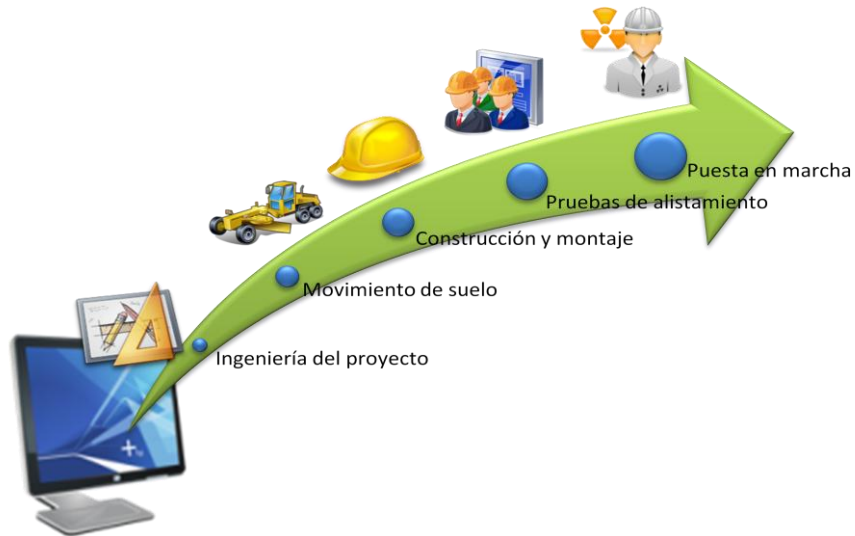 Puesta en marcha
Pruebas de alistamiento
Construcción y montaje
Movimiento de suelo
Ingeniería del proyecto